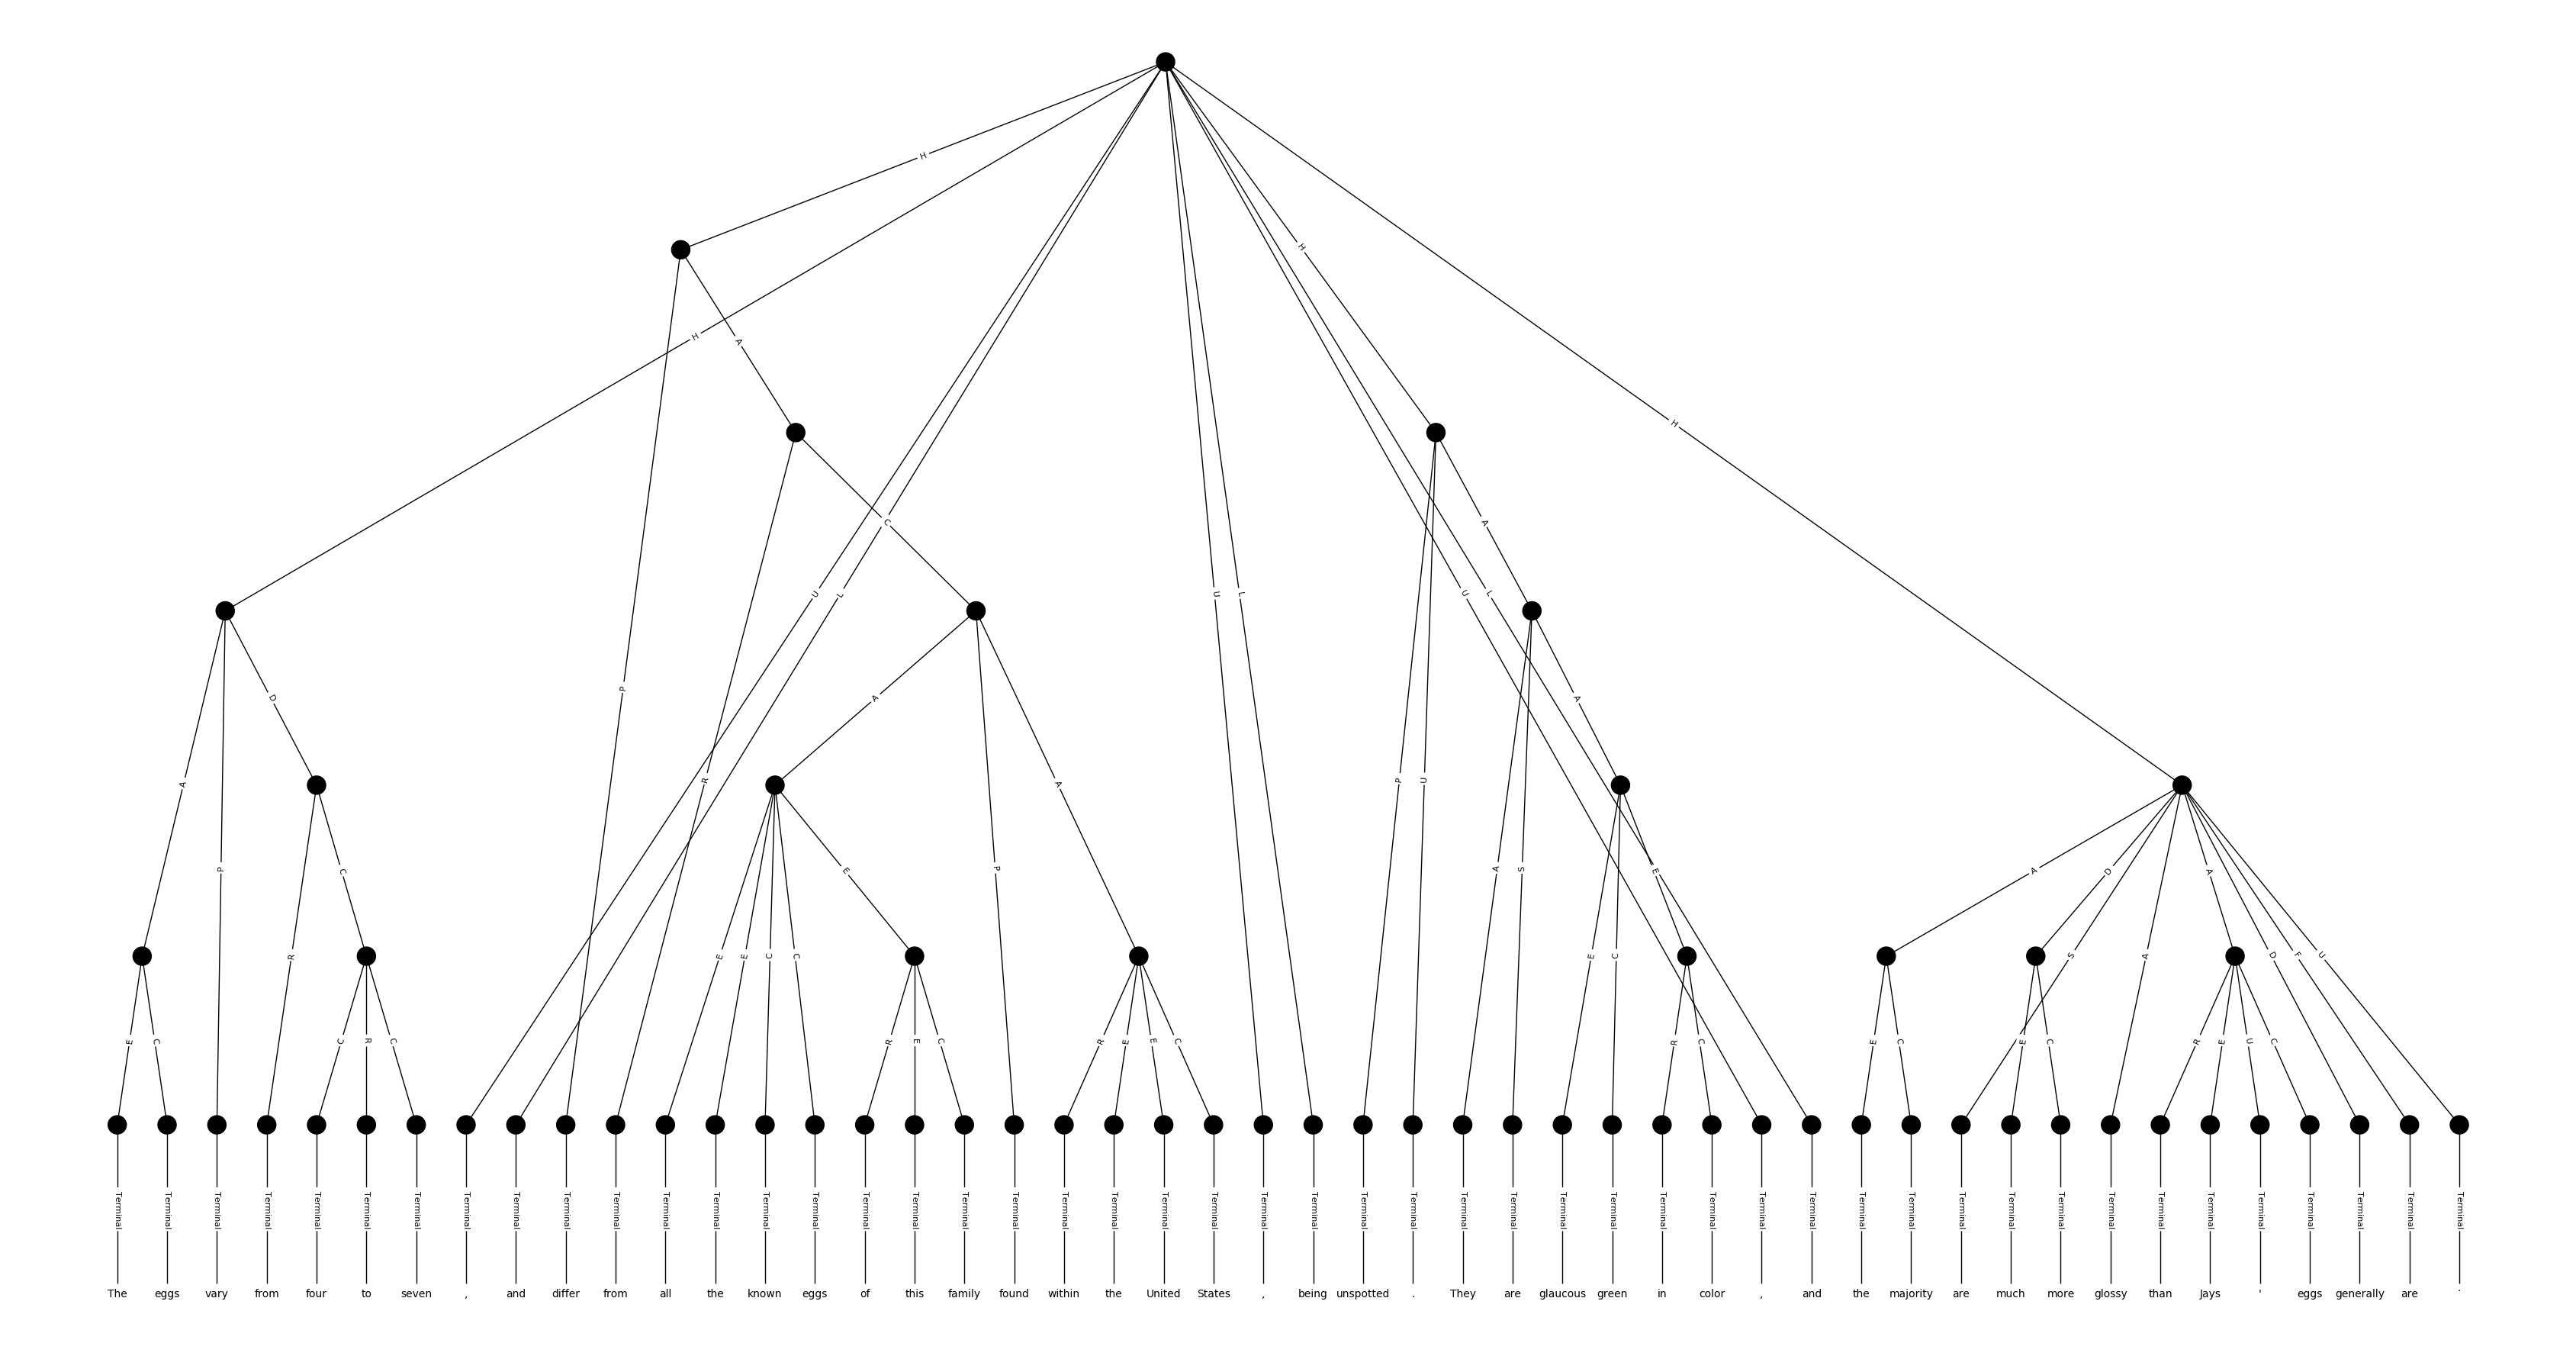 H
H
H
A
H
C
A
U L U L U L
D P A A
A R P U A
P P A S A E A D A
R C E E C C E C S A D F U
E C C R C R E C R E E C R C E C E C R E U C
Terminal Terminal Terminal Terminal Terminal Terminal Terminal Terminal Terminal Terminal Terminal Terminal Terminal Terminal Terminal Terminal Terminal Terminal Terminal Terminal Terminal Terminal Terminal Terminal Terminal Terminal Terminal Terminal Terminal Terminal Terminal Terminal Terminal Terminal Terminal Terminal Terminal Terminal Terminal Terminal Terminal Terminal Terminal Terminal Terminal Terminal Terminal Terminal
The eggs vary from four to seven , and differ from all the known eggs of this family found within the United States , being unspotted . They are glaucous green in color , and the majority are much more glossy than Jays ' eggs generally are .